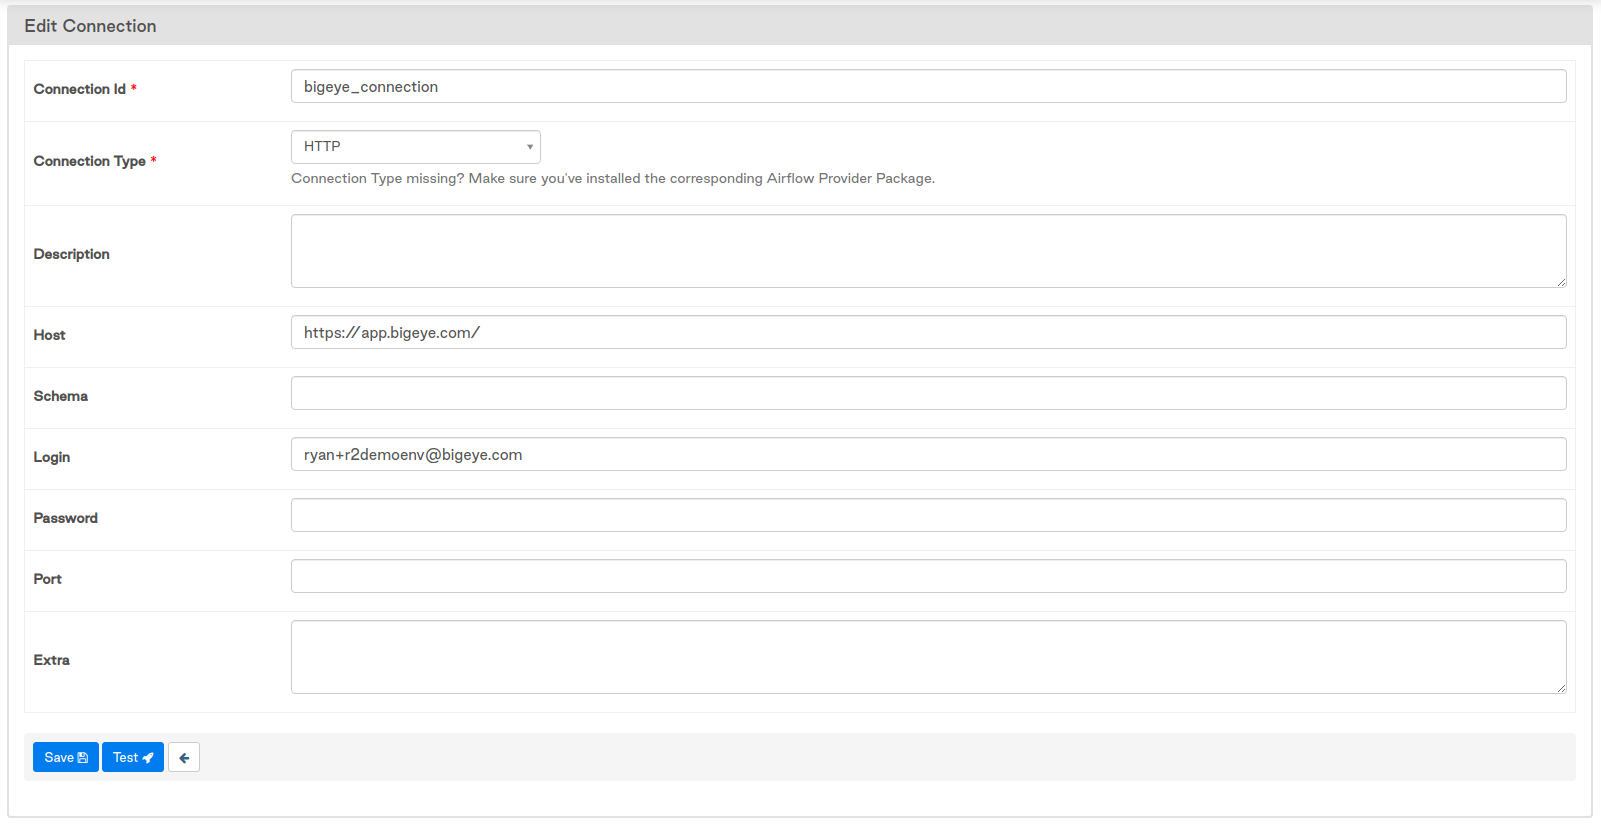 Edit Connection
Connection Id *
bigeye_connection
Connection Type *
HTTP
Connection Type missing? Make sure you've installed the corresponding Airflow Provider Package.
Description
Host
https://app.bigeye.com/
Schema
Login
ryan+r2demoenv@bigeye.com
Password
Port
Extra
Save
Test